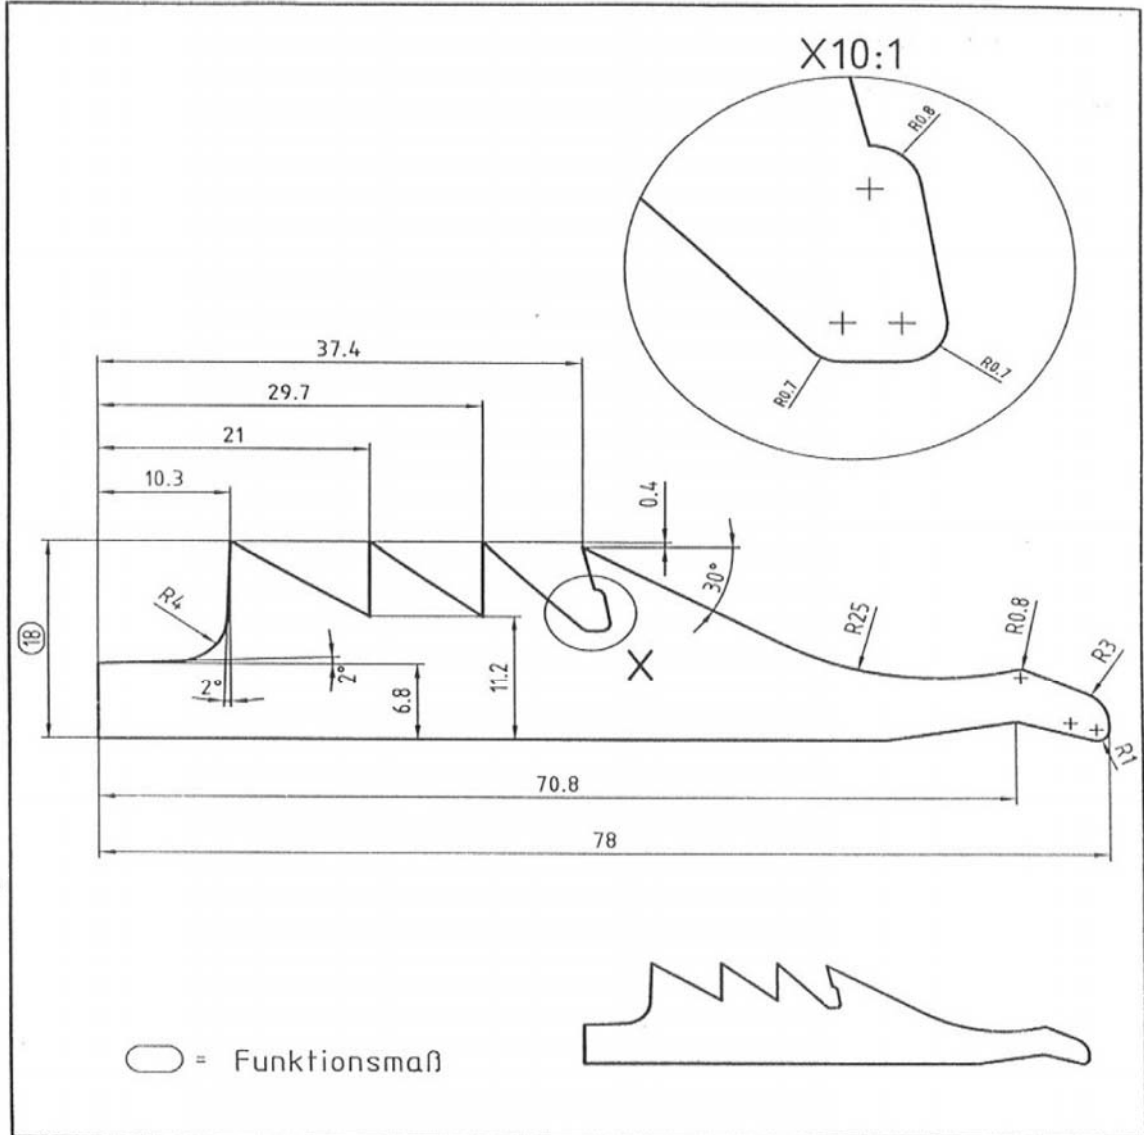 X10:1
R0.8
R0.7
R0.7
37.4
29.7
21
10.3
0.4
30°
R4
R25
R0.8
R3
18
2°
2°
6.8
11.2
X
R1
70.8
78
= Funktionsmaß